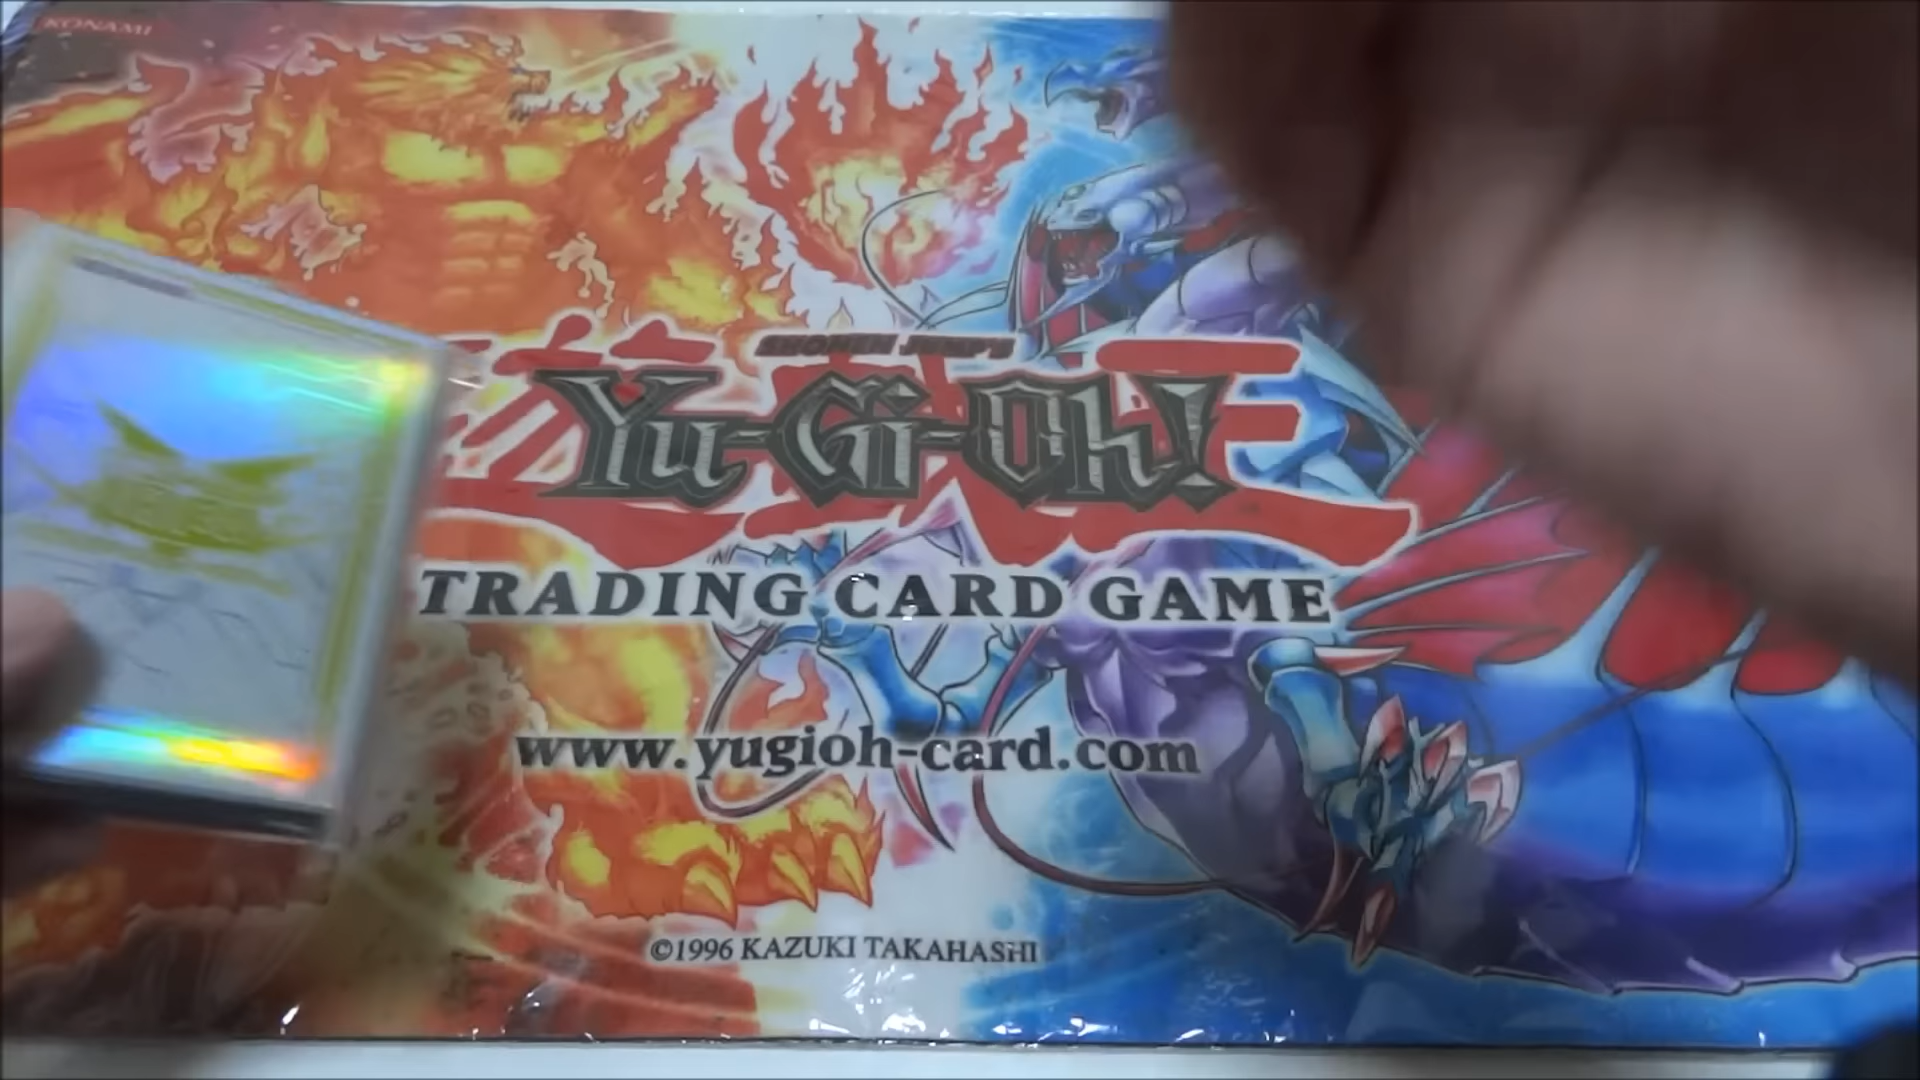 KONAMI
SHONEN JUMP'S
Yu-Gi-Oh!
TRADING CARD GAME
www.yugioh-card.com
©1996 KAZUKI TAKAHASHI